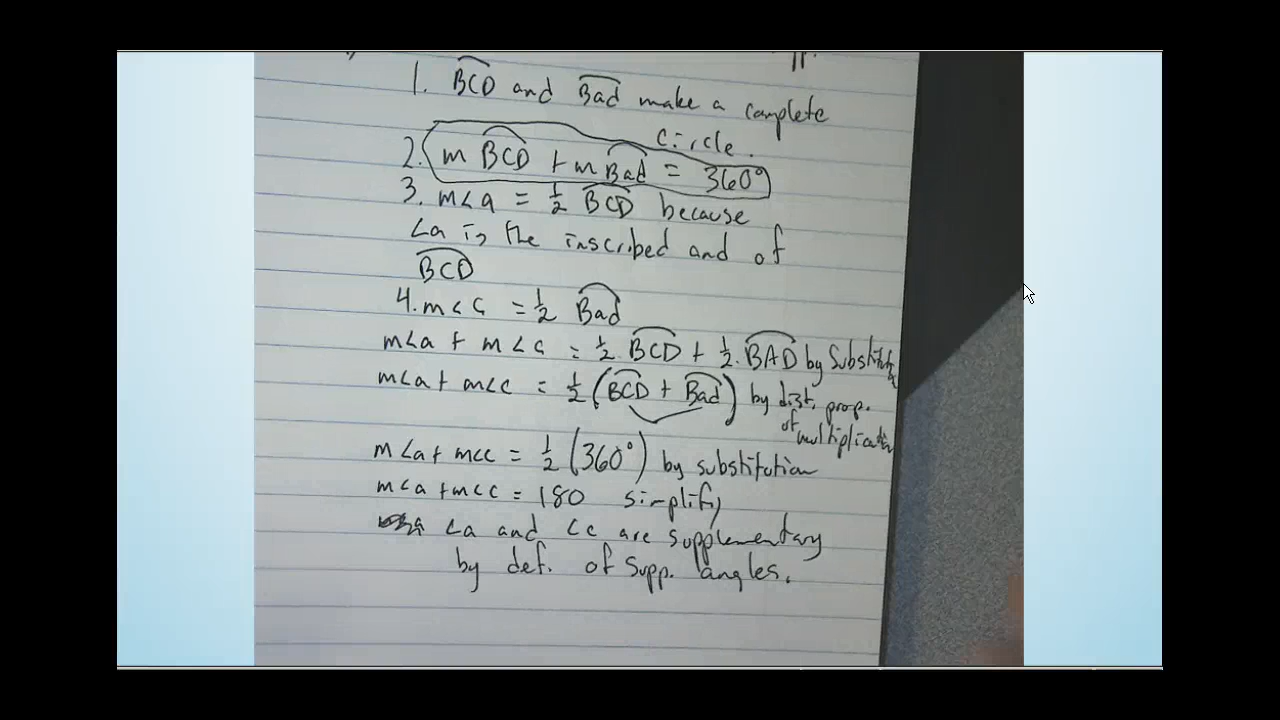 1. BCD and Bad make a complete
circle.
2. m BCD + m Bad = 360°
3. m<a = 1/2 BCD because
<a is the inscribed and of
BCD
4. m<c = 1/2 Bad
m<a + m<c = 1/2 · BCD + 1/2 · BAD by Substitution
m<a + m<c = 1/2 (BCD + Bad) by dist. prop.
of multiplication
m<a + m<c = 1/2 (360°) by substitution
m<a + m<c = 180 simplify
<a and <c are supplementary
by def. of supp. angles.